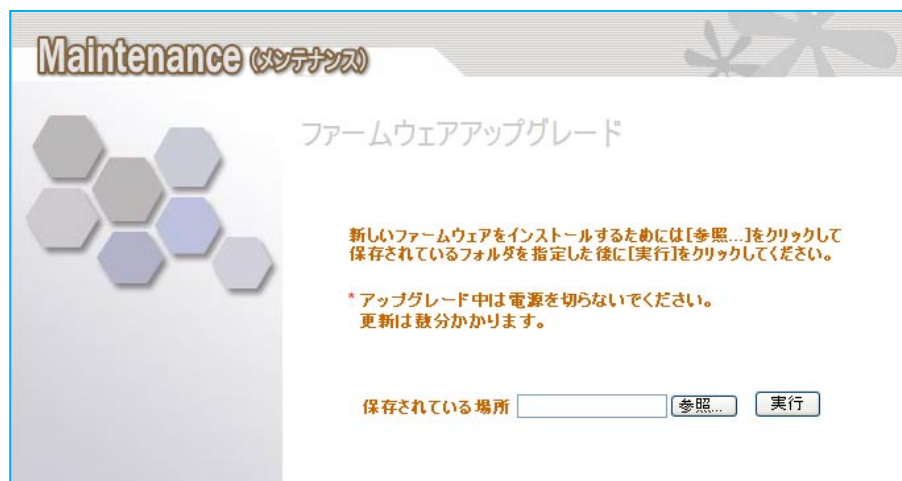 Maintenance (メンテナンス)
ファームウェアアップグレード
新しいファームウェアをインストールするためには[参照...]をクリックして
保存されているフォルダを指定した後に[実行]をクリックしてください。
* アップグレード中は電源を切らないでください。
更新は数分かかります。
保存されている場所 参照... 実行